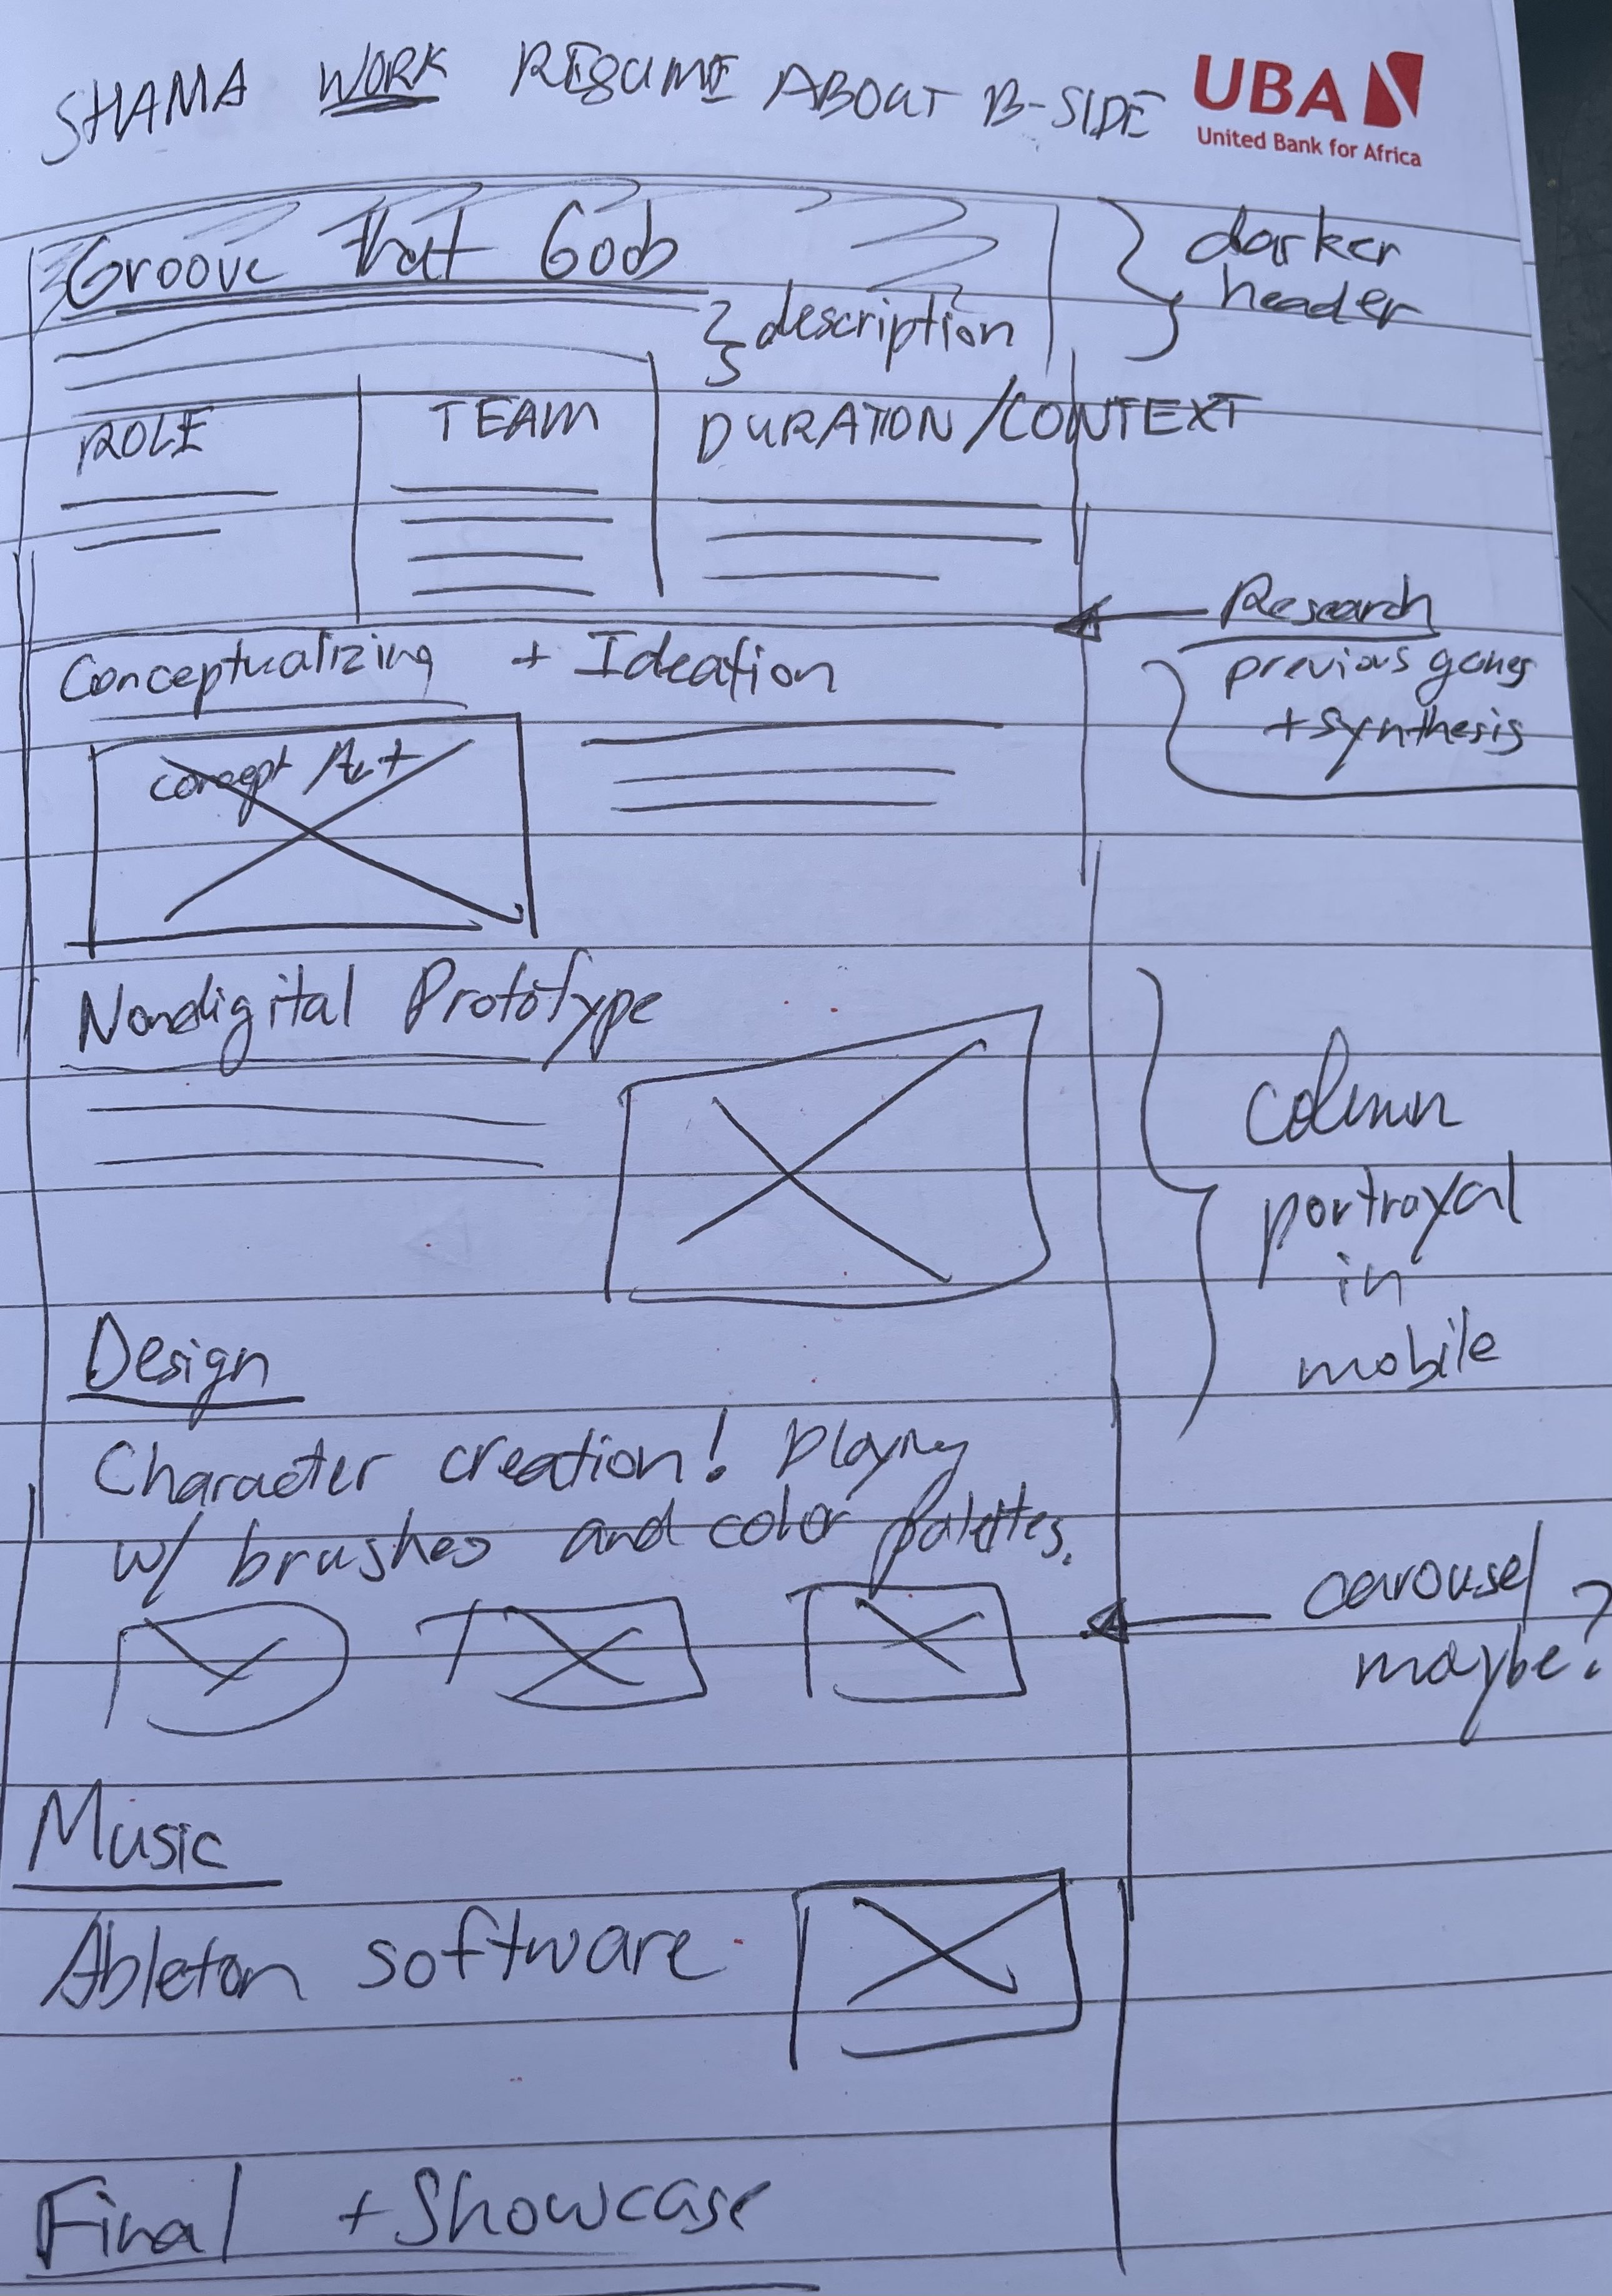 SHAMA WORK RESUME ABOUT B-SIDE
UBA
United Bank for Africa
Groove that Gods
darker
header
description
ROLE
TEAM
DURATION/CONTEXT
Research
previous games
+ synthesis
Conceptualizing + Ideation
concept Art
Nondigital Prototype
Column
portrayal
in
mobile
Design
Character creation! Playing
w/ brushes and color palettes.
carousel
maybe?
Music
Ableton software
Final + Showcase